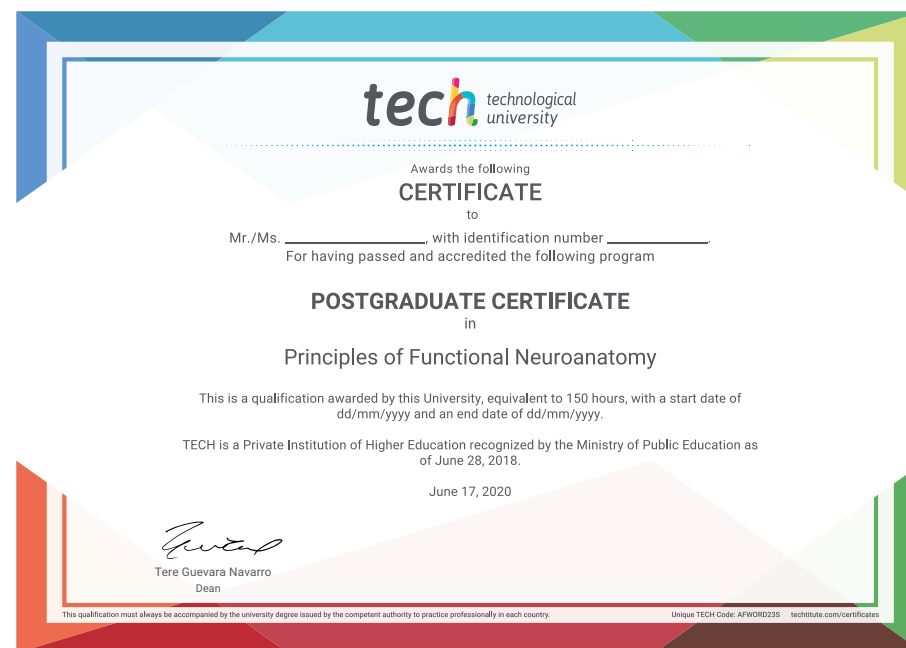 tech technological
university
Awards the following
CERTIFICATE
to
Mr./Ms. ____________________, with identification number _______________.
For having passed and accredited the following program
POSTGRADUATE CERTIFICATE
in
Principles of Functional Neuroanatomy
This is a qualification awarded by this University, equivalent to 150 hours, with a start date of
dd/mm/yyyy and an end date of dd/mm/yyyy.
TECH is a Private Institution of Higher Education recognized by the Ministry of Public Education as
of June 28, 2018.
June 17, 2020
Tere Guevara Navarro
Dean
This qualification must always be accompanied by the university degree issued by the competent authority to practice professionally in each country. Unique TECH Code: AFWORD23S techtitute.com/certificates